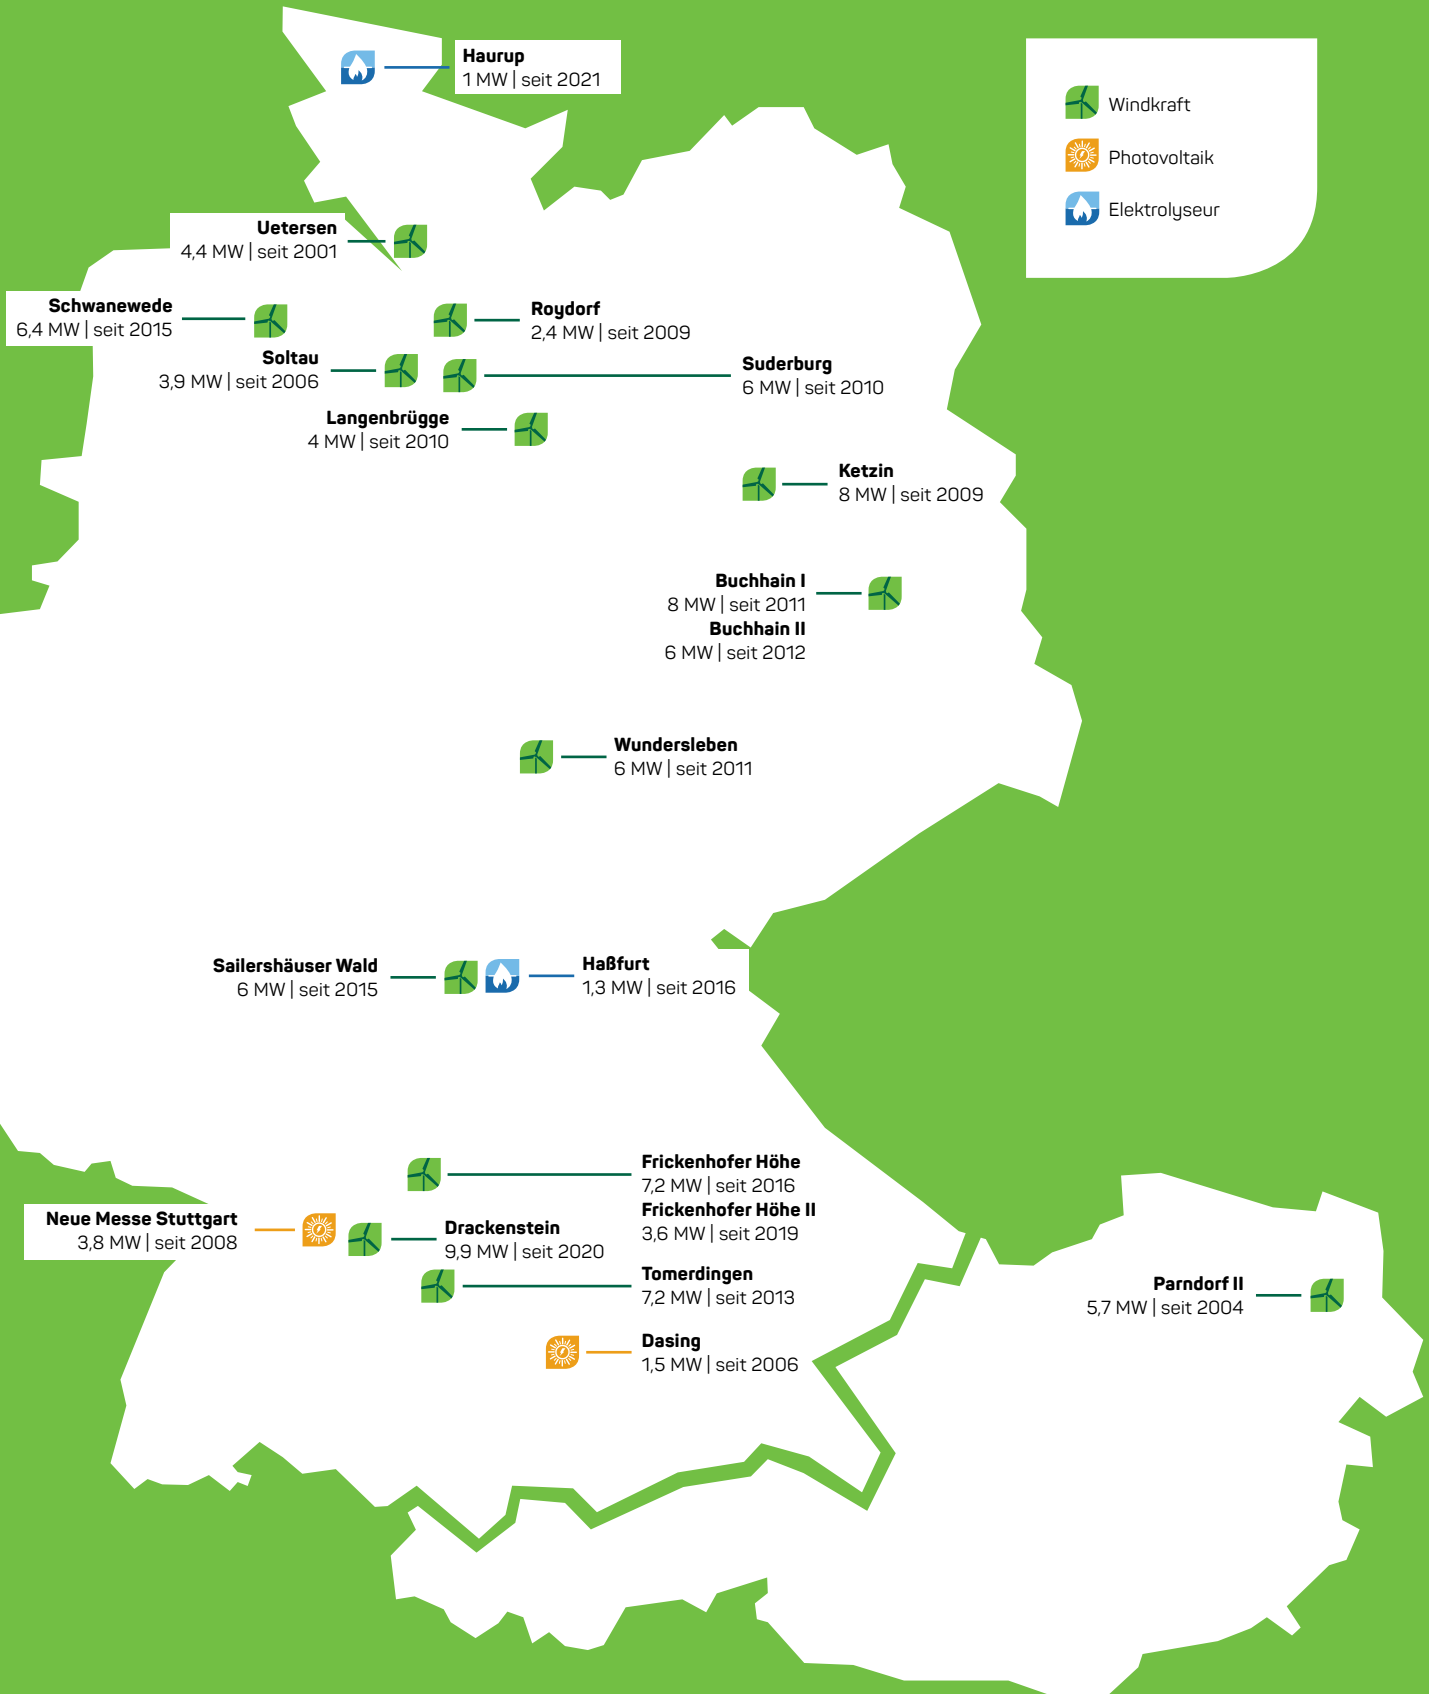 Haurup
1 MW | seit 2021
Windkraft
Photovoltaik
Elektrolyseur
Uetersen
4,4 MW | seit 2001
Schwanewede
6,4 MW | seit 2015
Roydorf
2,4 MW | seit 2009
Soltau
3,9 MW | seit 2006
Suderburg
6 MW | seit 2010
Langenbrügge
4 MW | seit 2010
Ketzin
8 MW | seit 2009
Buchhain I
8 MW | seit 2011
Buchhain II
6 MW | seit 2012
Wundersleben
6 MW | seit 2011
Sailershäuser Wald
6 MW | seit 2015
Haßfurt
1,3 MW | seit 2016
Frickenhofer Höhe
7,2 MW | seit 2016
Frickenhofer Höhe II
3,6 MW | seit 2019
Neue Messe Stuttgart
3,8 MW | seit 2008
Drackenstein
9,9 MW | seit 2020
Tomerdingen
7,2 MW | seit 2013
Parndorf II
5,7 MW | seit 2004
Dasing
1,5 MW | seit 2006